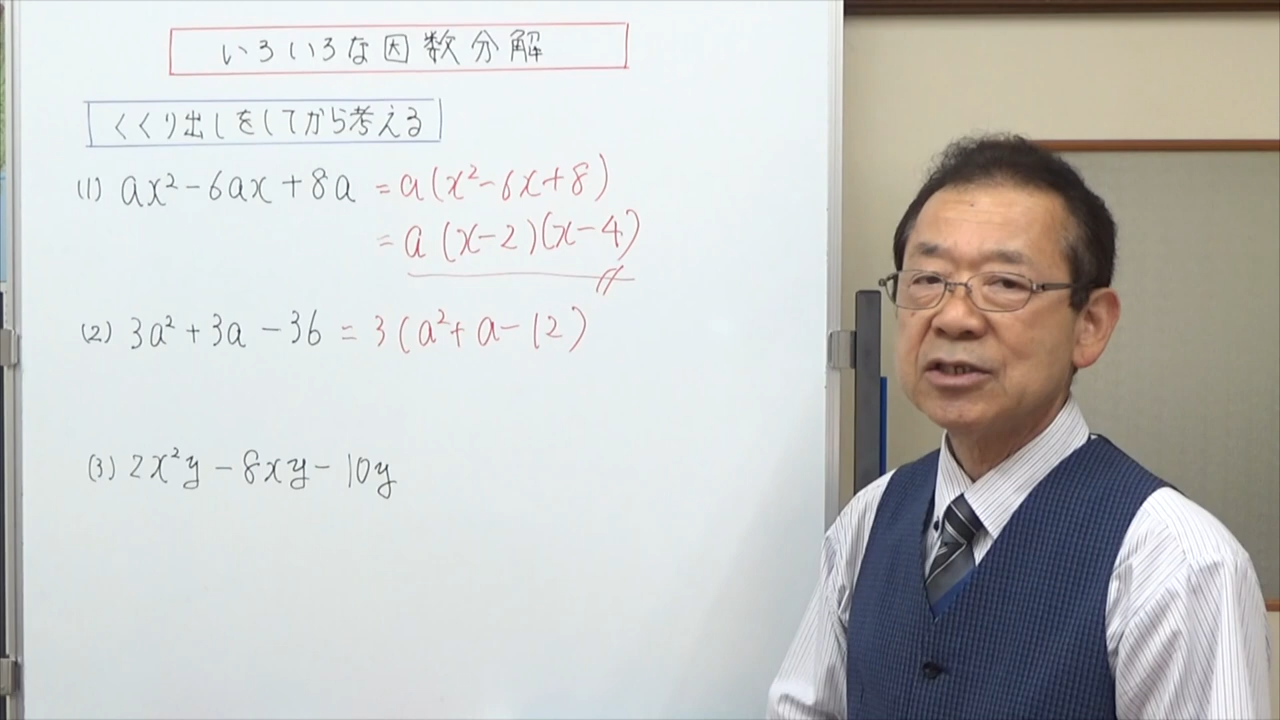 いろいろな因数分解
くくり出しをしてから考える
(1) ax²-6ax+8a = a(x²-6x+8)
= a(x-2)(x-4)
(2) 3a²+3a-36 = 3(a²+a-12)
(3) 2x²y-8xy-10y